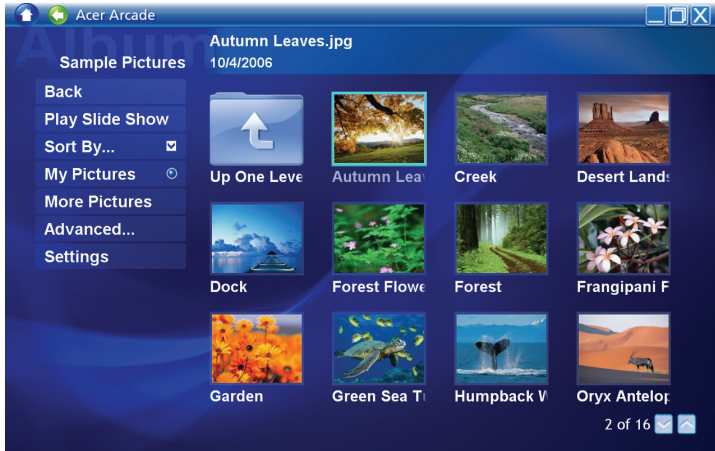 Acer Arcade
Album
Sample Pictures
Autumn Leaves.jpg
10/4/2006
Back
Play Slide Show
Sort By...
My Pictures
More Pictures
Advanced...
Settings
Up One Leve
Autumn Leav
Creek
Desert Lands
Dock
Forest Flowe
Forest
Frangipani F
Garden
Green Sea Tu
Humpback W
Oryx Antelop
2 of 16